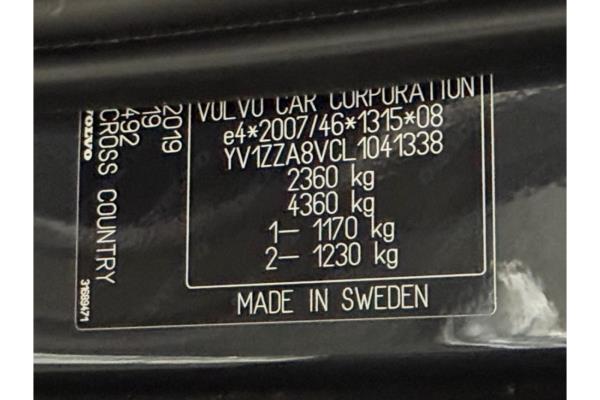 VOLVO CAR CORPORATION
e4*2007/46*1315*08
YV1ZZA8VCL1041338
2360 kg
4360 kg
1– 1170 kg
2– 1230 kg
MADE IN SWEDEN
2019
19
492
CROSS COUNTRY
VOLVO
31689471